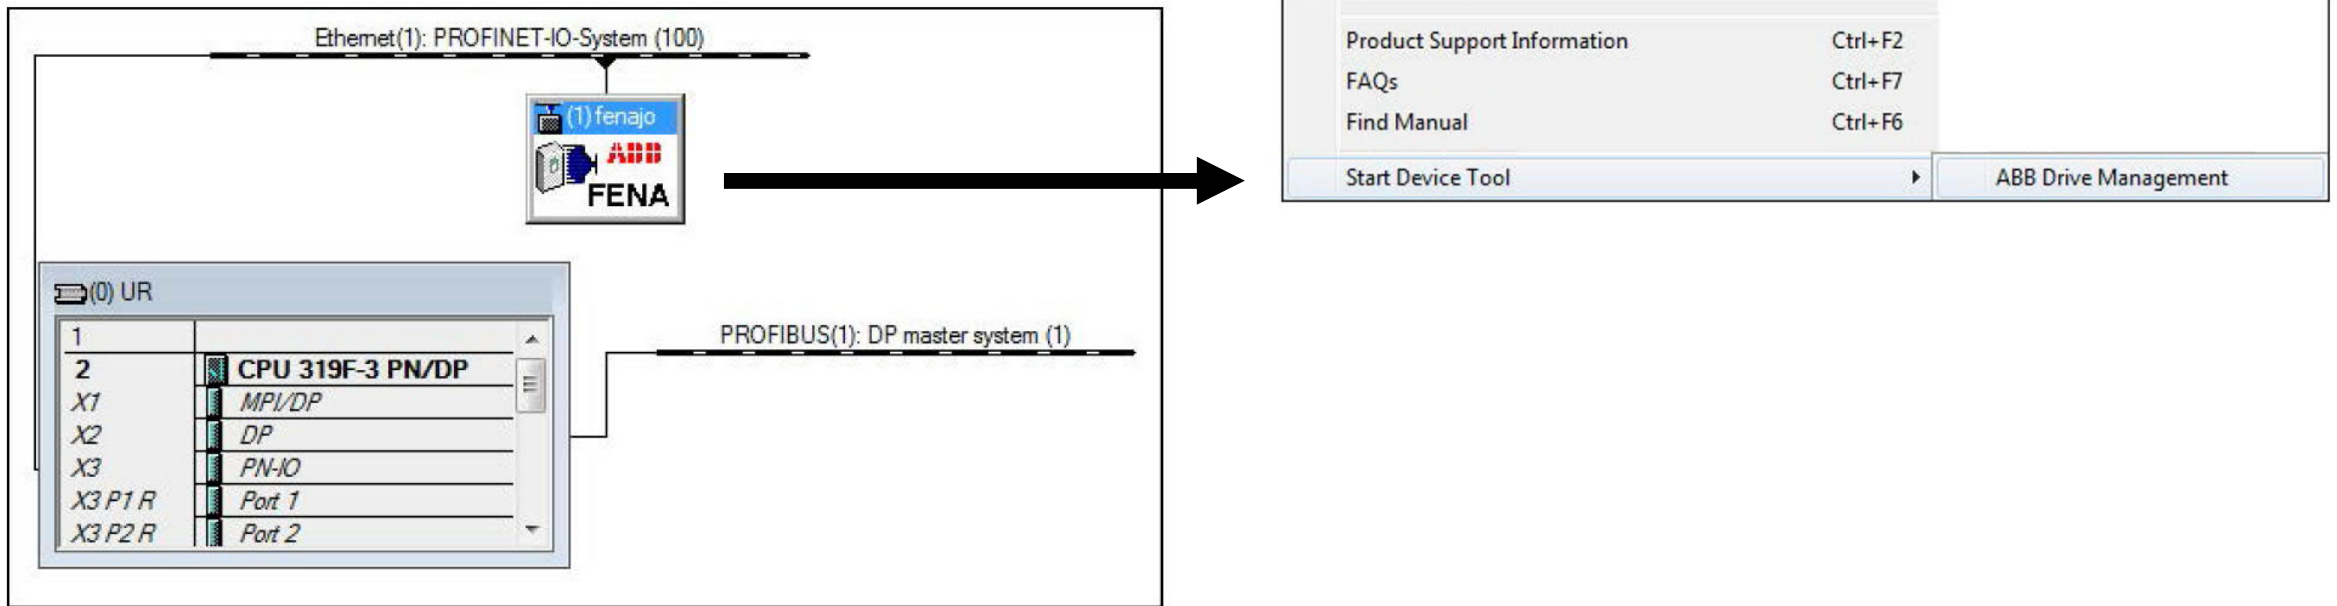 Ethernet(1): PROFINET-IO-System (100)
(1) fenajo
ABB
FENA
(0) UR
1
2 CPU 319F-3 PN/DP
X1 MPI/DP
X2 DP
X3 PN-IO
X3 P1 R Port 1
X3 P2 R Port 2
PROFIBUS(1): DP master system (1)
Product Support Information Ctrl+F2
FAQs Ctrl+F7
Find Manual Ctrl+F6
Start Device Tool ABB Drive Management